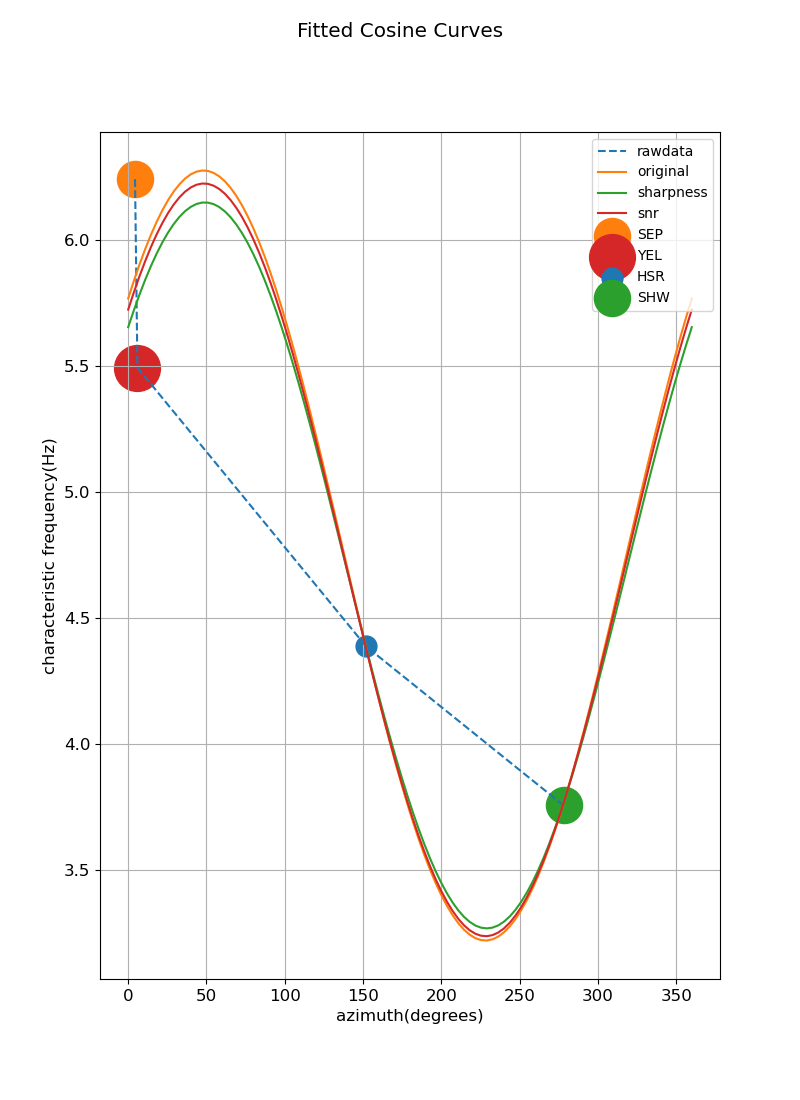 Fitted Cosine Curves
rawdata
original
sharpness
snr
SEP
YEL
HSR
SHW
6.0
5.5
5.0
4.5
4.0
3.5
characteristic frequency(Hz)
0 50 100 150 200 250 300 350
azimuth(degrees)